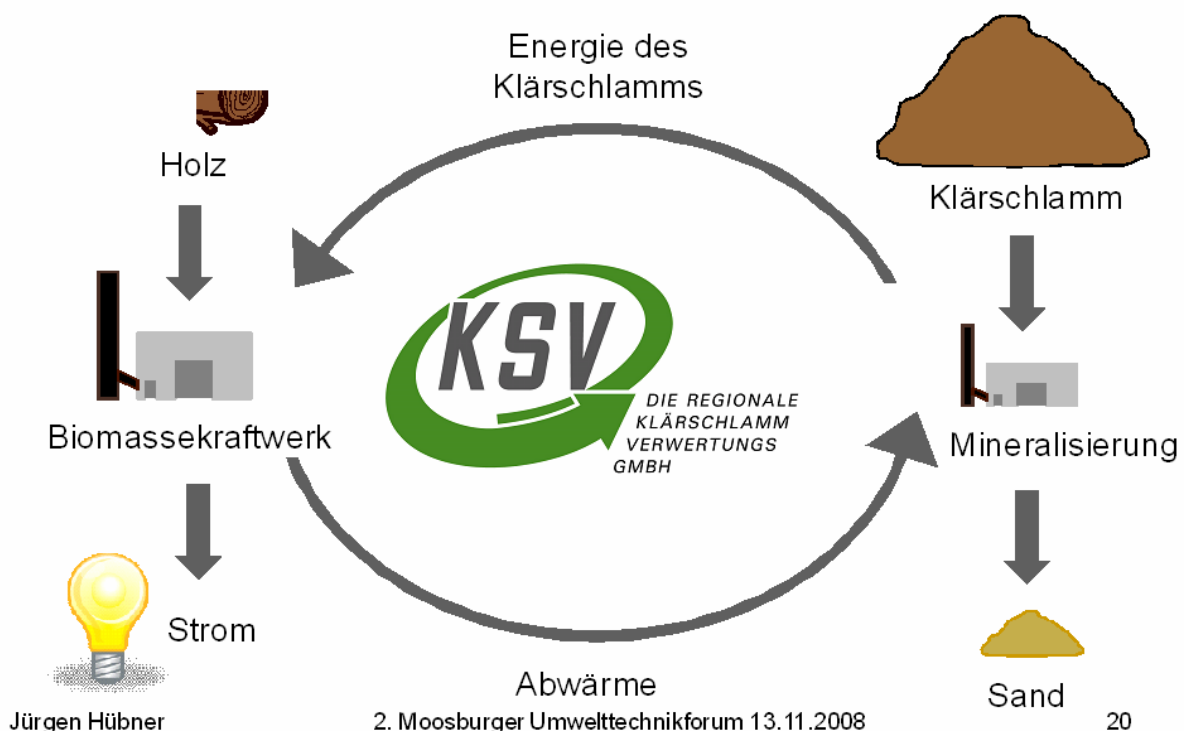 Energie des
Klärschlamms
Holz
Klärschlamm
KSV
DIE REGIONALE
KLÄRSCHLAMM
VERWERTUNGS
GMBH
Biomassekraftwerk
Mineralisierung
Strom
Abwärme
Sand
Jürgen Hübner
2. Moosburger Umwelttechnikforum 13.11.2008
20